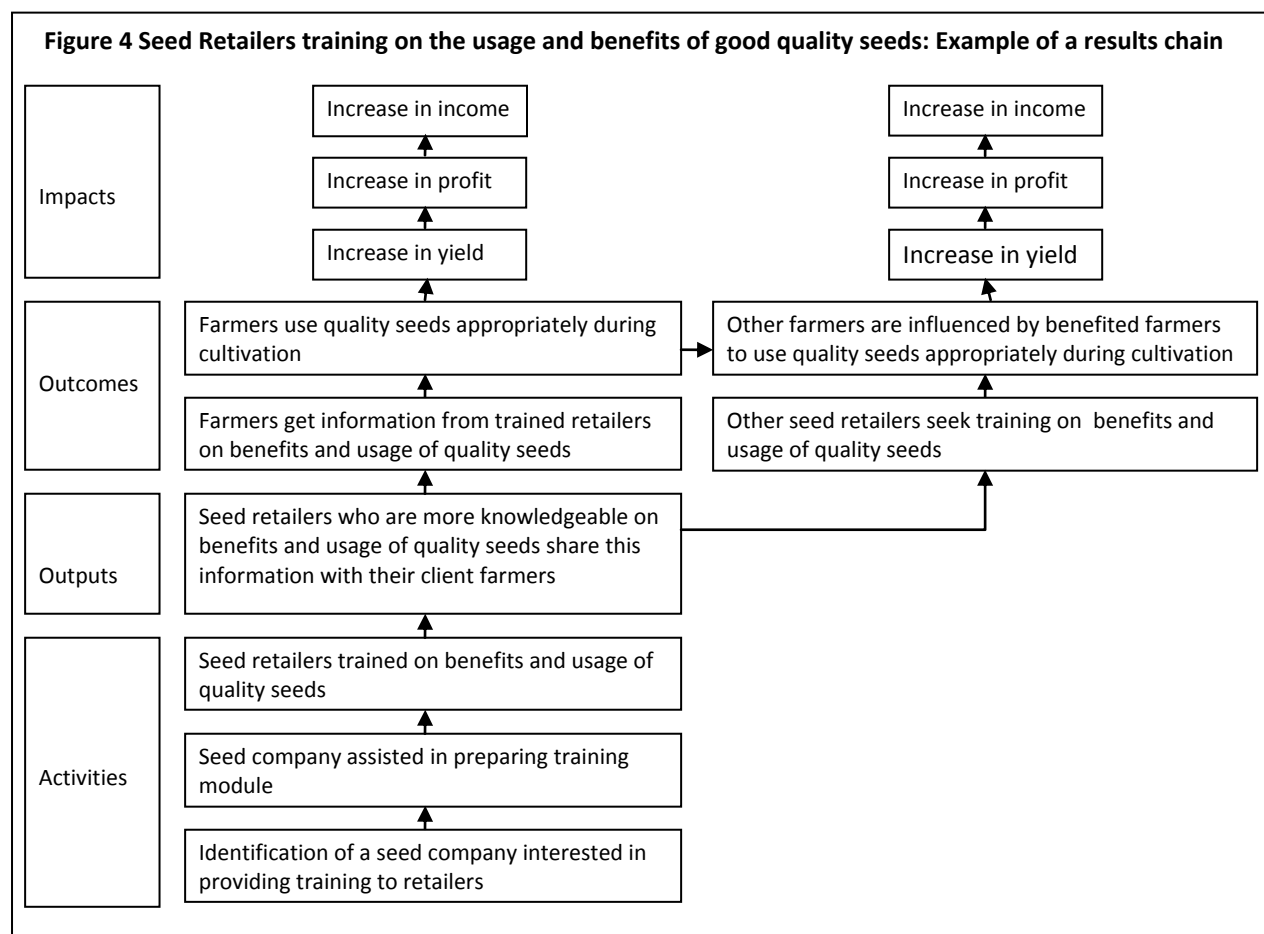 Figure 4 Seed Retailers training on the usage and benefits of good quality seeds: Example of a results chain
Impacts
Increase in income
Increase in profit
Increase in yield
Increase in income
Increase in profit
Increase in yield
Outcomes
Farmers use quality seeds appropriately during
cultivation
Other farmers are influenced by benefited farmers
to use quality seeds appropriately during cultivation
Farmers get information from trained retailers
on benefits and usage of quality seeds
Other seed retailers seek training on benefits and
usage of quality seeds
Outputs
Seed retailers who are more knowledgeable on
benefits and usage of quality seeds share this
information with their client farmers
Activities
Seed retailers trained on benefits and usage of
quality seeds
Seed company assisted in preparing training
module
Identification of a seed company interested in
providing training to retailers